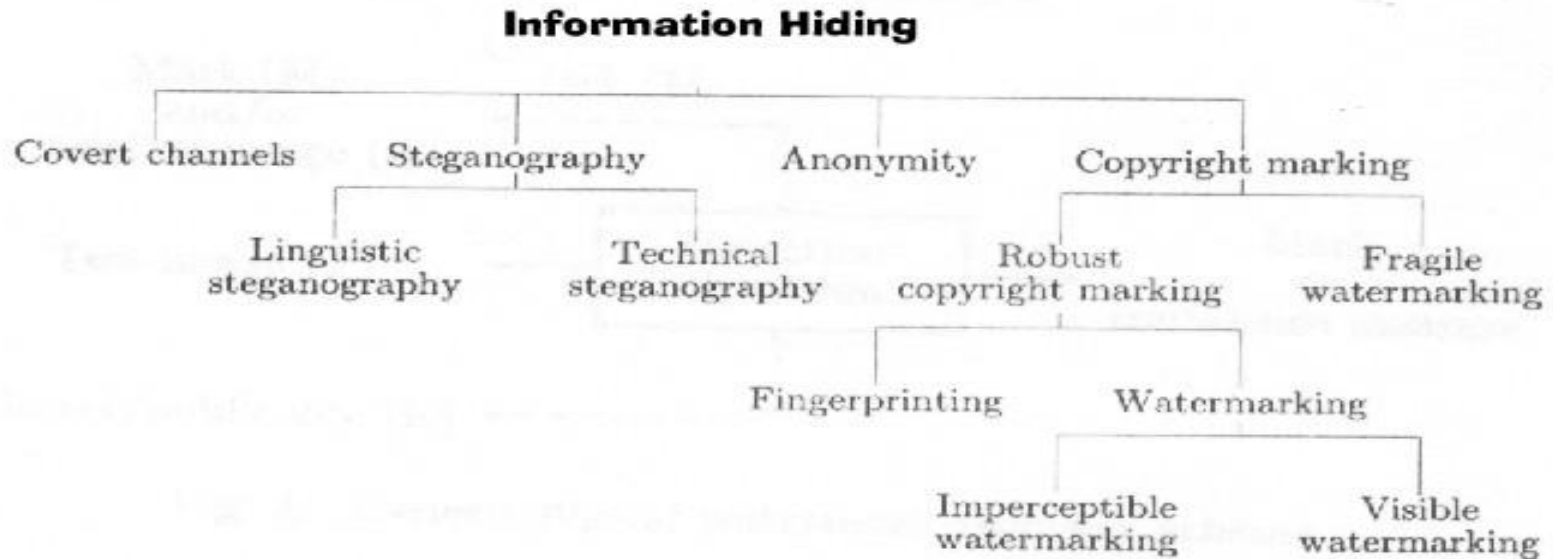 Information Hiding
Covert channels
Steganography
Anonymity
Copyright marking
Linguistic
steganography
Technical
steganography
Robust
copyright marking
Fragile
watermarking
Fingerprinting
Watermarking
Imperceptible
watermarking
Visible
watermarking